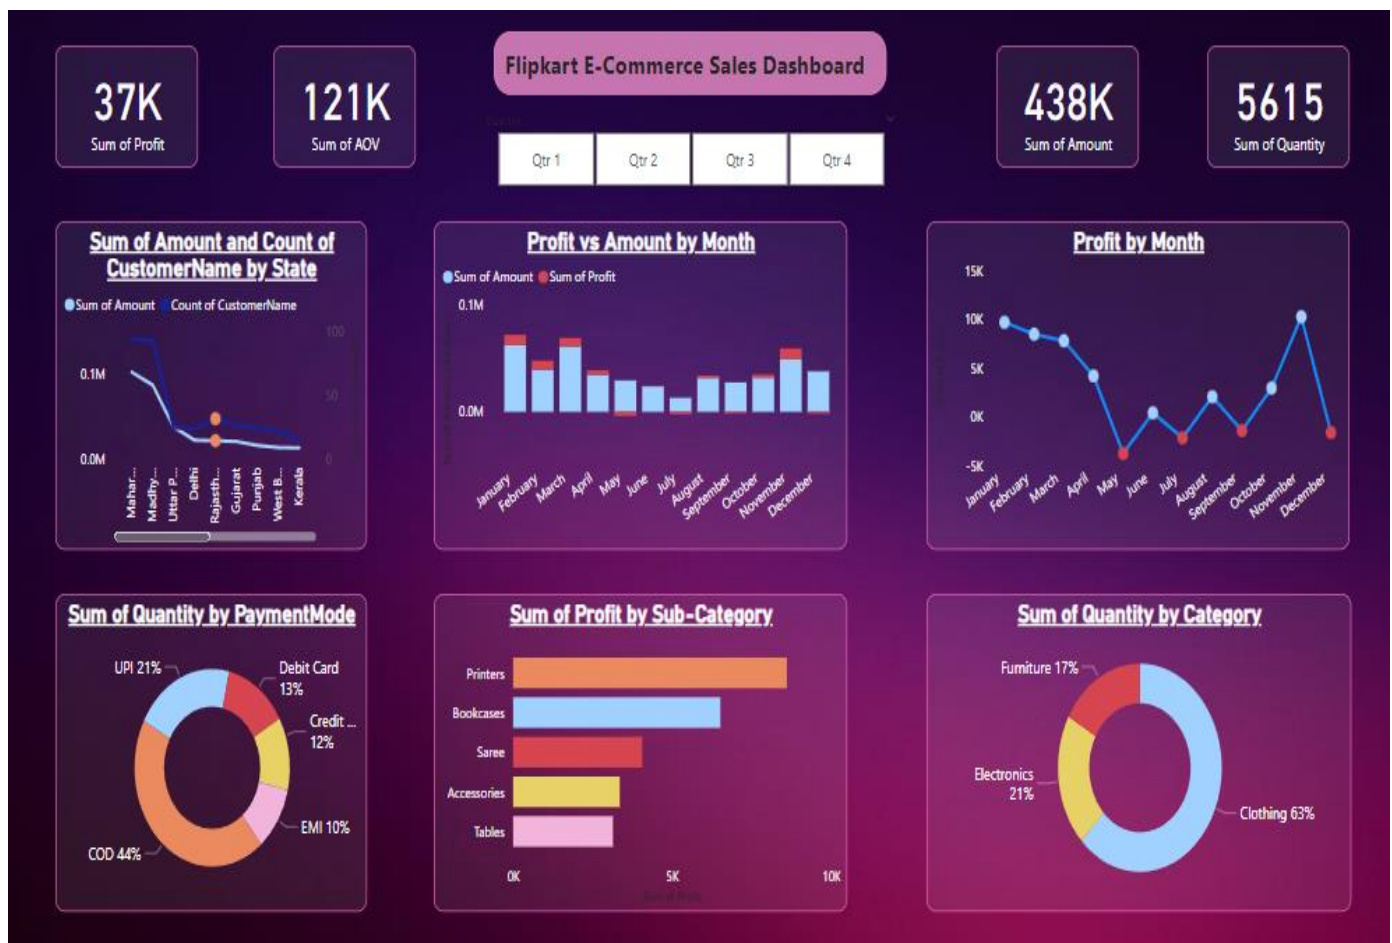 Flipkart E-Commerce Sales Dashboard
37K
Sum of Profit
121K
Sum of AOV
Qtr 1
Qtr 2
Qtr 3
Qtr 4
438K
Sum of Amount
5615
Sum of Quantity
Sum of Amount and Count of
CustomerName by State
Sum of Amount
Count of CustomerName
100
0.1M
50
0.0M
0
Mahar...
Madhy...
Uttar P...
Delhi
Rajasth...
Gujarat
Punjab
West B...
Kerala
Profit vs Amount by Month
Sum of Amount
Sum of Profit
0.1M
0.0M
January
February
March
April
May
June
July
August
September
October
November
December
Profit by Month
15K
10K
5K
0K
-5K
January
February
March
April
May
June
July
August
September
October
November
December
Sum of Quantity by PaymentMode
UPI 21%
Debit Card
13%
Credit ...
12%
EMI 10%
COD 44%
Sum of Profit by Sub-Category
Printers
Bookcases
Saree
Accessories
Tables
0K
5K
10K
Sum of Quantity by Category
Furniture 17%
Electronics
21%
Clothing 63%